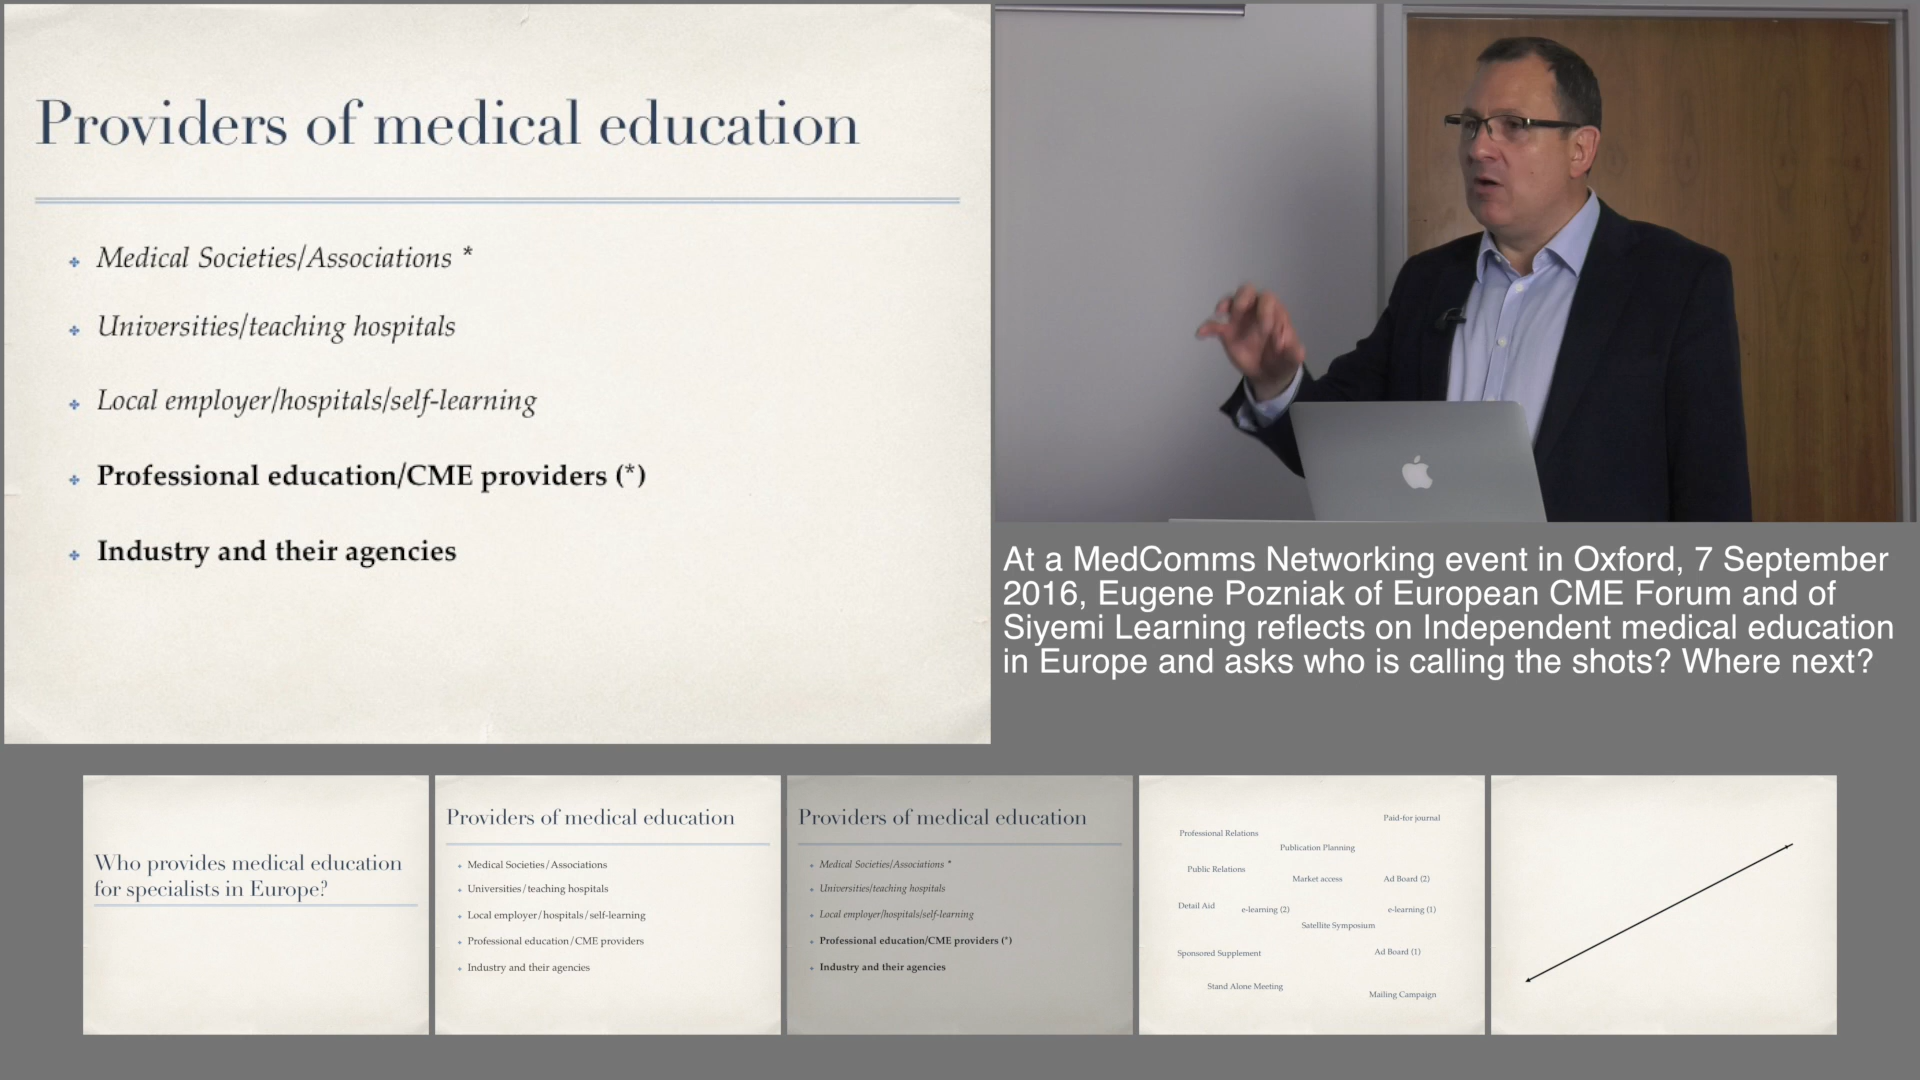 Providers of medical education
Medical Societies/Associations *
Universities/teaching hospitals
Local employer/hospitals/self-learning
Professional education/CME providers (*)
Industry and their agencies
At a MedComms Networking event in Oxford, 7 September
2016, Eugene Pozniak of European CME Forum and of
Siyemi Learning reflects on Independent medical education
in Europe and asks who is calling the shots? Where next?
Who provides medical education
for specialists in Europe?
Providers of medical education
Medical Societies/Associations
Universities/teaching hospitals
Local employer/hospitals/self-learning
Professional education/CME providers
Industry and their agencies
Providers of medical education
Medical Societies/Associations *
Universities/teaching hospitals
Local employer/hospitals/self-learning
Professional education/CME providers (*)
Industry and their agencies
Paid-for journal
Professional Relations
Publication Planning
Public Relations
Market access
Ad Board (2)
Detail Aid
e-learning (2)
e-learning (1)
Satellite Symposium
Sponsored Supplement
Ad Board (1)
Stand Alone Meeting
Mailing Campaign